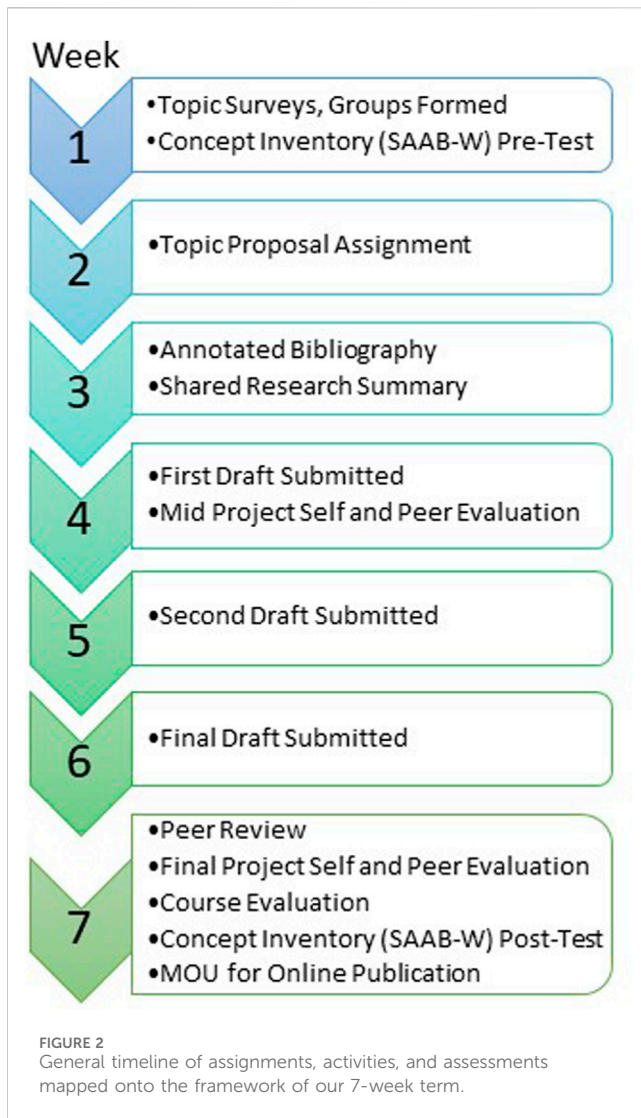 Week
1
•Topic Surveys, Groups Formed
•Concept Inventory (SAAB-W) Pre-Test
2
•Topic Proposal Assignment
3
•Annotated Bibliography
•Shared Research Summary
4
•First Draft Submitted
•Mid Project Self and Peer Evaluation
5
•Second Draft Submitted
6
•Final Draft Submitted
7
•Peer Review
•Final Project Self and Peer Evaluation
•Course Evaluation
•Concept Inventory (SAAB-W) Post-Test
•MOU for Online Publication
FIGURE 2
General timeline of assignments, activities, and assessments
mapped onto the framework of our 7-week term.